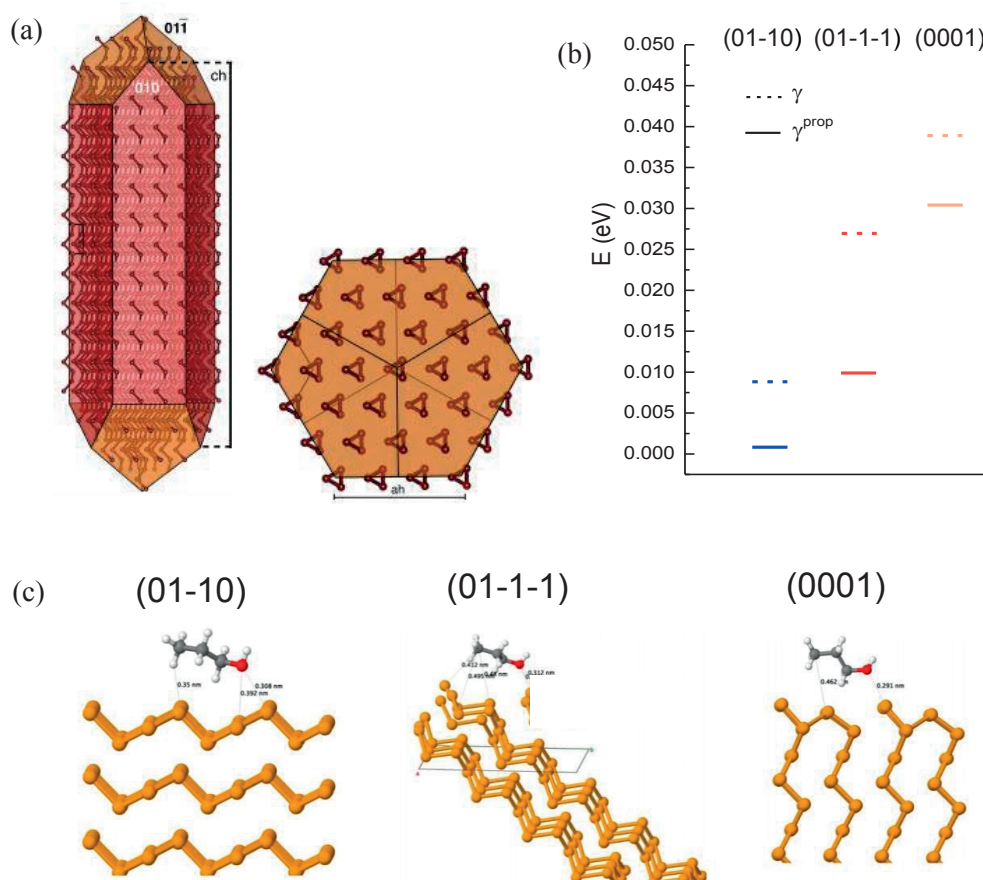 (a)
011̄
ch
010
ah
(b)
(01-10) (01-1-1) (0001)
0.050
0.045
0.040
0.035
0.030
0.025
0.020
0.015
0.010
0.005
0.000
E (eV)
γ
γprop
(c)
(01-10)
(01-1-1)
(0001)
0.35 nm
0.308 nm
0.392 nm
0.412 nm
0.495
0.312 nm
0.462
0.291 nm
a